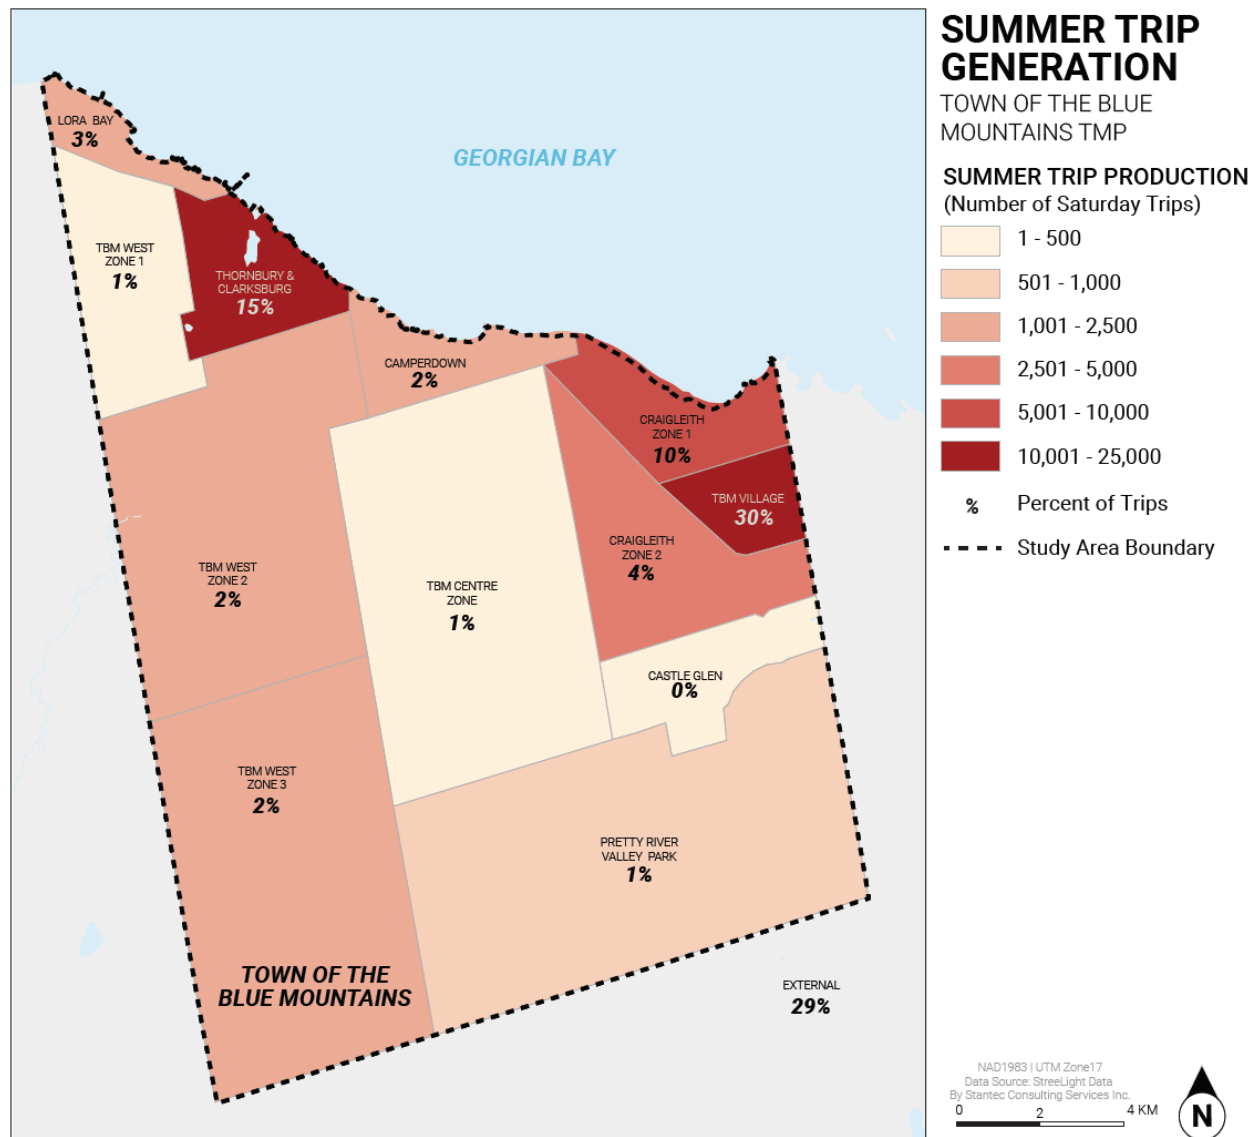 SUMMER TRIP
GENERATION
TOWN OF THE BLUE
MOUNTAINS TMP
SUMMER TRIP PRODUCTION
(Number of Saturday Trips)
1 - 500
501 - 1,000
1,001 - 2,500
2,501 - 5,000
5,001 - 10,000
10,001 - 25,000
% Percent of Trips
Study Area Boundary
GEORGIAN BAY
LORA BAY
3%
TBM WEST
ZONE 1
1%
THORNBURY &
CLARKSBURG
15%
CAMPERDOWN
2%
CRAIGLEITH
ZONE 1
10%
TBM VILLAGE
30%
CRAIGLEITH
ZONE 2
4%
TBM WEST
ZONE 2
2%
TBM CENTRE
ZONE
1%
CASTLE GLEN
0%
TBM WEST
ZONE 3
2%
PRETTY RIVER
VALLEY PARK
1%
TOWN OF THE
BLUE MOUNTAINS
EXTERNAL
29%
NAD1983 | UTM Zone17
Data Source: StreeLight Data
By Stantec Consulting Services Inc.
0 2 4 KM
N